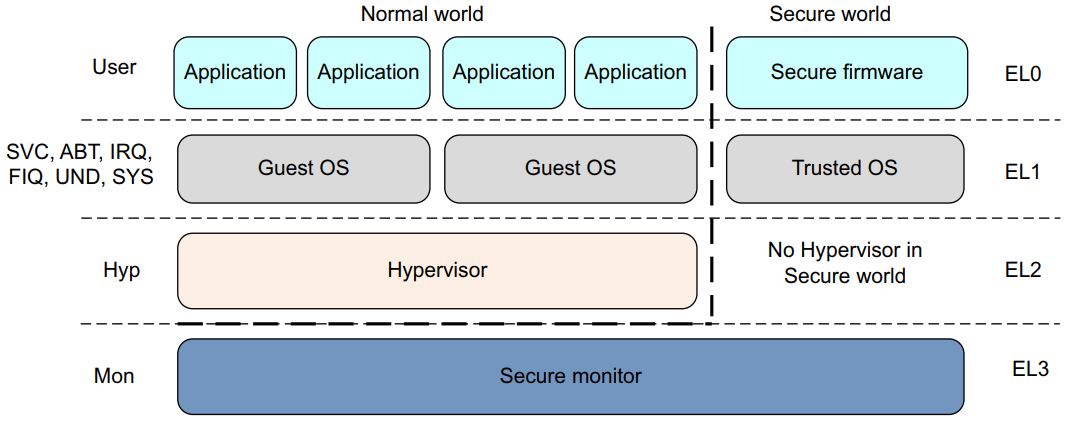 Normal world
Secure world
User
Application
Application
Application
Application
Secure firmware
EL0
SVC, ABT, IRQ,
FIQ, UND, SYS
Guest OS
Guest OS
Trusted OS
EL1
Hyp
Hypervisor
No Hypervisor in
Secure world
EL2
Mon
Secure monitor
EL3